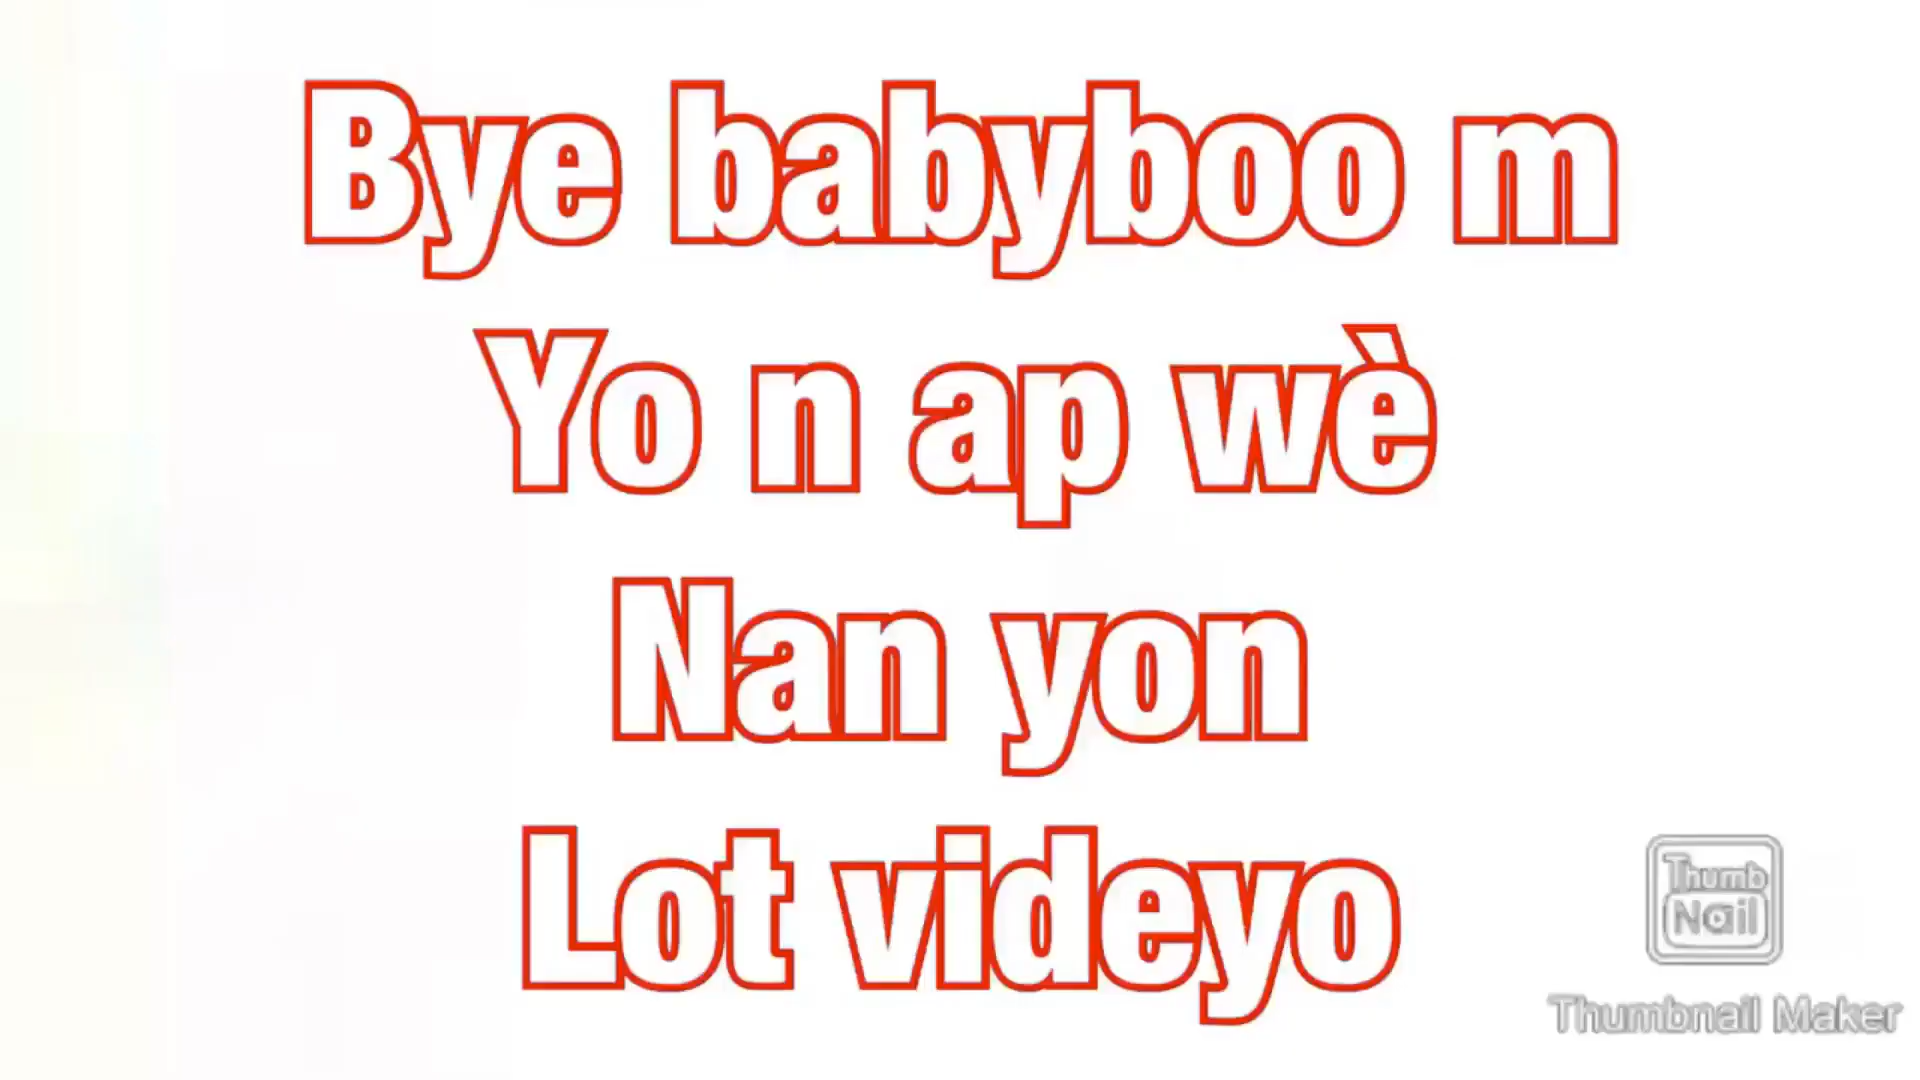 Bye babyboo m
Yo n ap wè
Nan yon
Lot videyo
Thumb
Nail
Thumbnail Maker